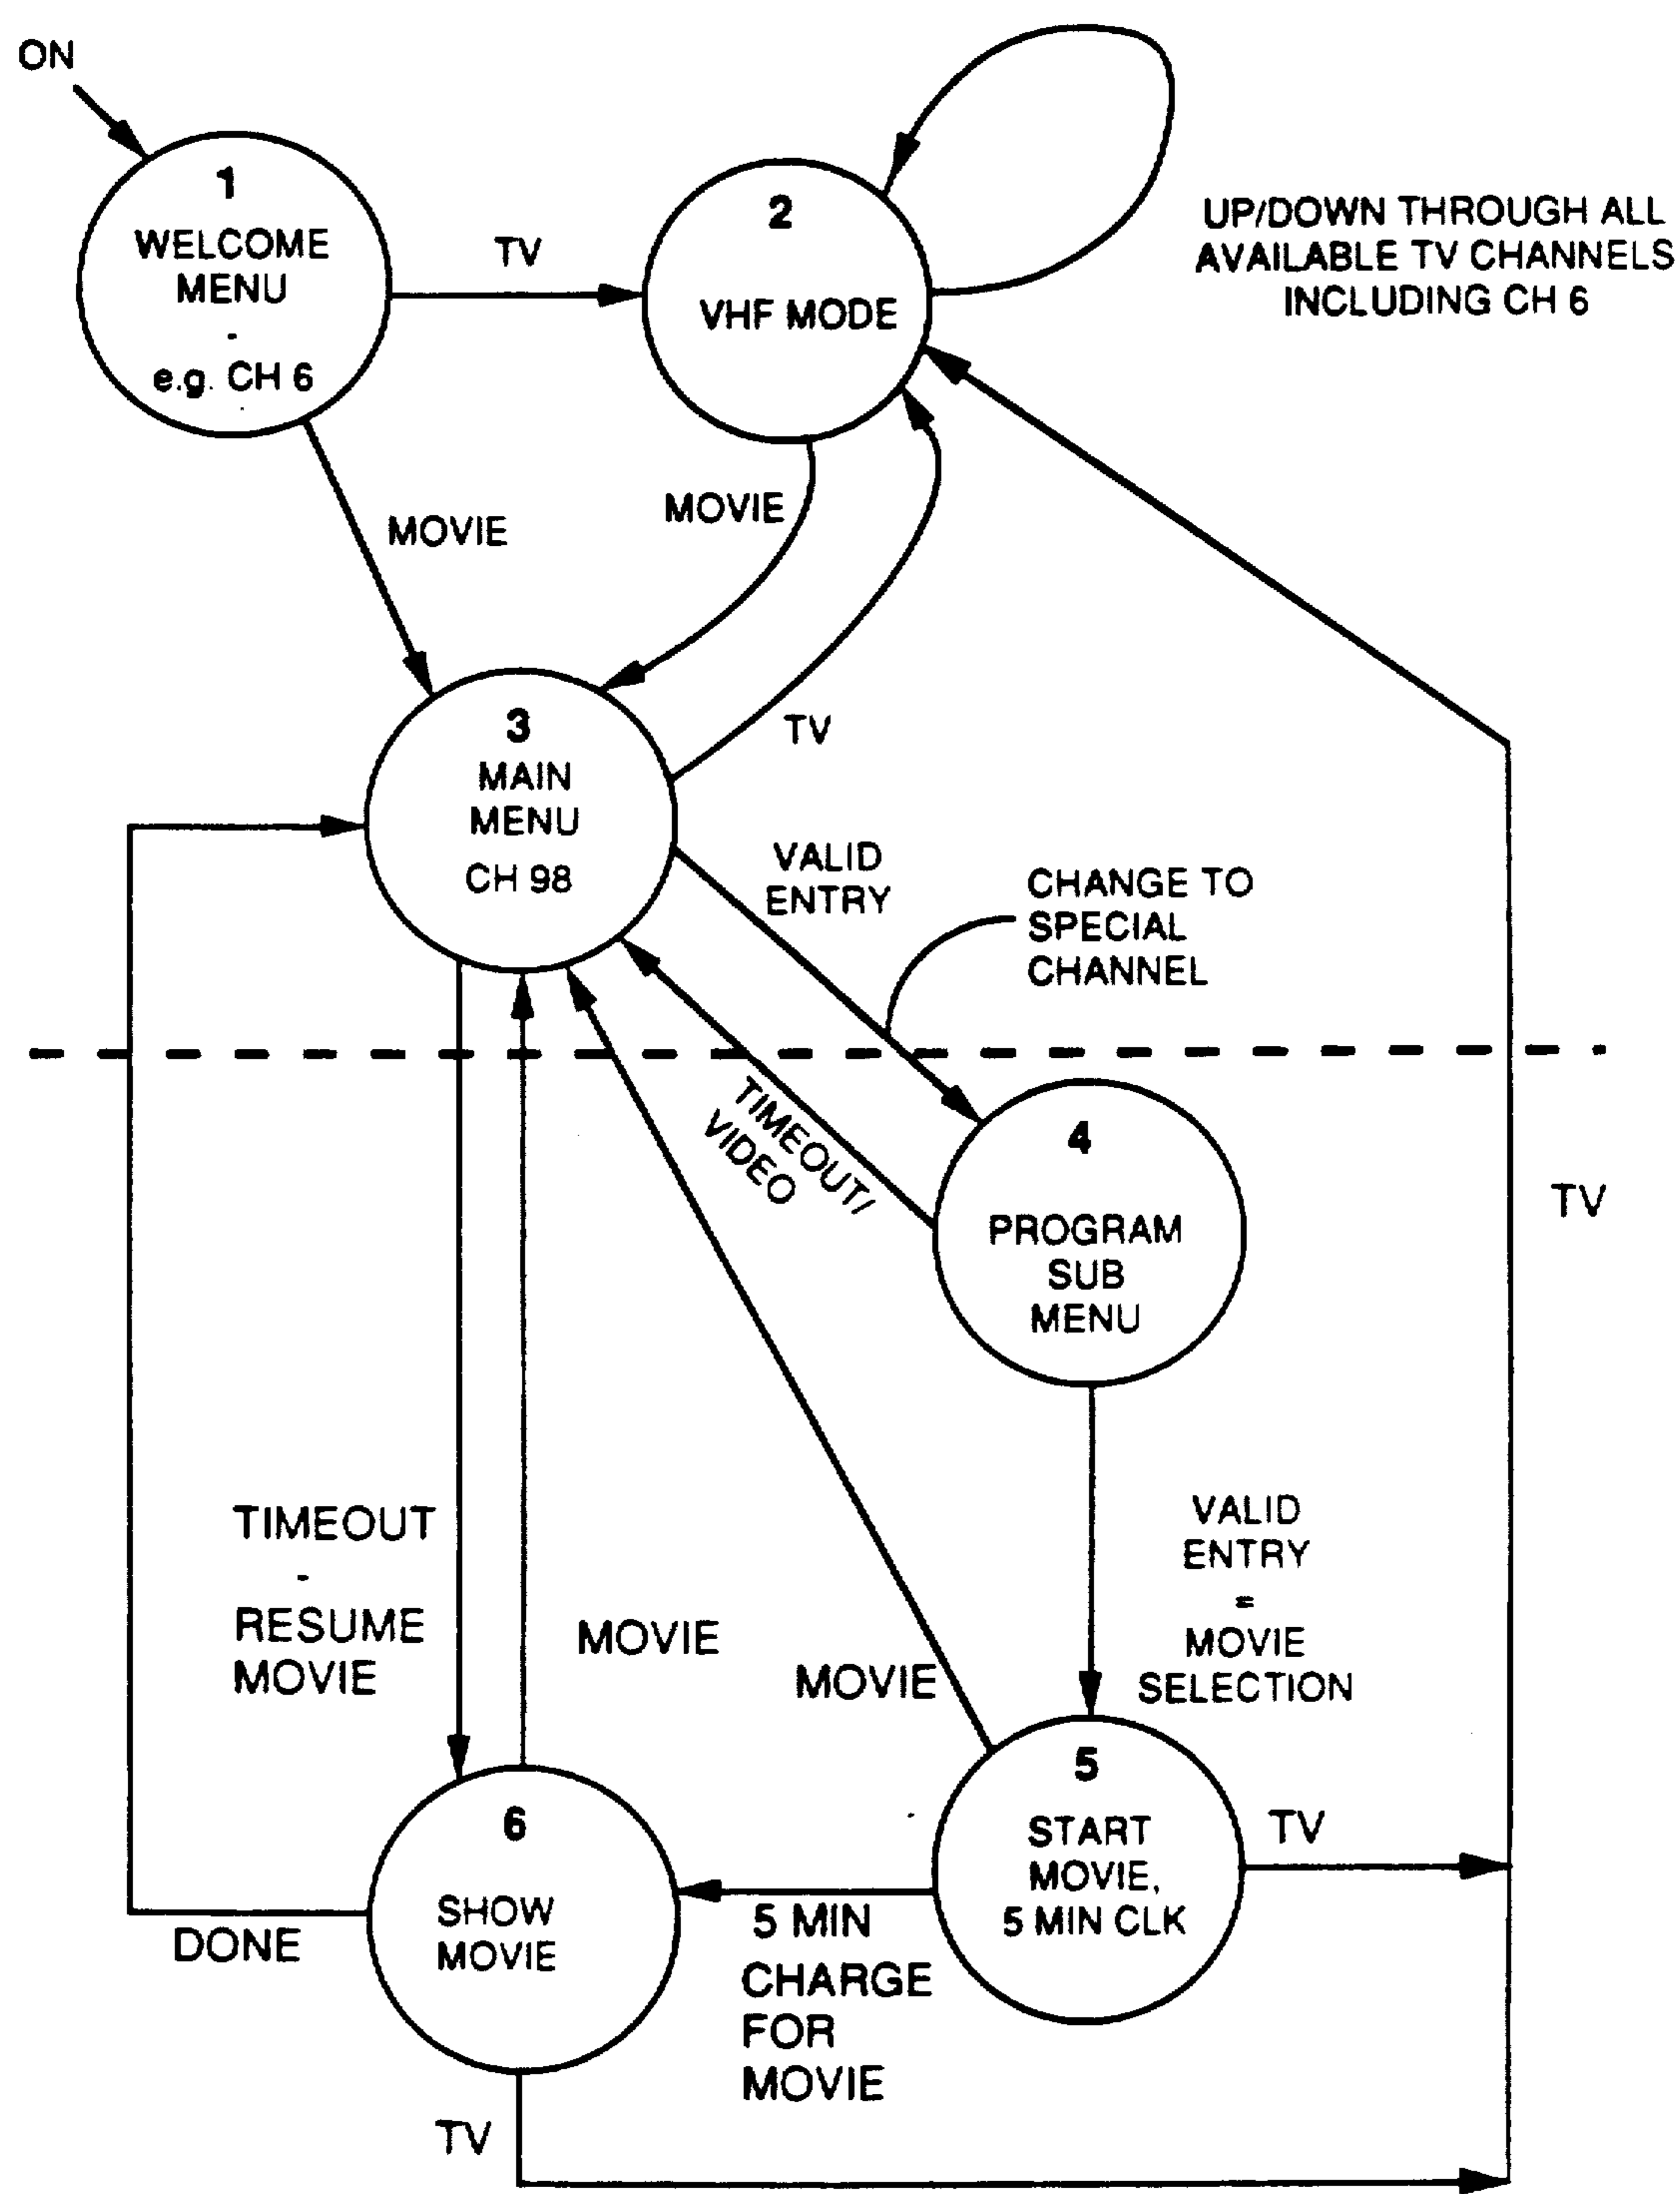 ON
1
WELCOME
MENU
-
e.g. CH 6
TV
2
VHF MODE
UP/DOWN THROUGH ALL
AVAILABLE TV CHANNELS
INCLUDING CH 6
MOVIE
MOVIE
TV
3
MAIN
MENU
CH 98
VALID
ENTRY
CHANGE TO
SPECIAL
CHANNEL
TIMEOUT/
VIDEO
4
PROGRAM
SUB
MENU
TV
TIMEOUT
-
RESUME
MOVIE
MOVIE
MOVIE
VALID
ENTRY
=
MOVIE
SELECTION
5
START
MOVIE,
5 MIN CLK
TV
6
SHOW
MOVIE
DONE
5 MIN
CHARGE
FOR
MOVIE
TV